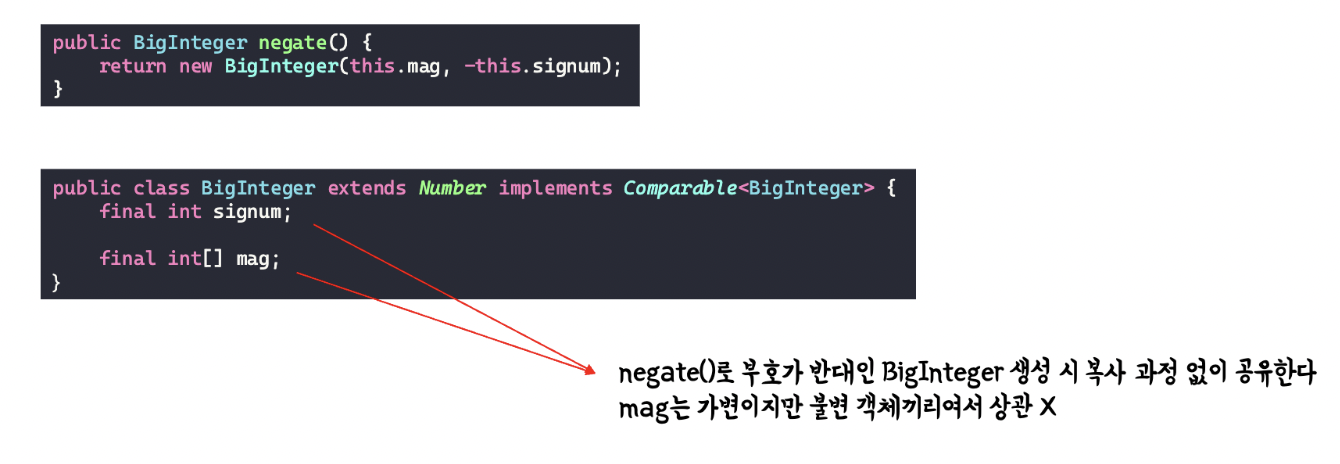 public BigInteger negate() {
    return new BigInteger(this.mag, -this.signum);
}
public class BigInteger extends Number implements Comparable<BigInteger> {
    final int signum;
    final int[] mag;
}
negate()로 부호가 반대인 BigInteger 생성 시 복사 과정 없이 공유한다
mag는 가변이지만 불변 객체끼리여서 상관 X